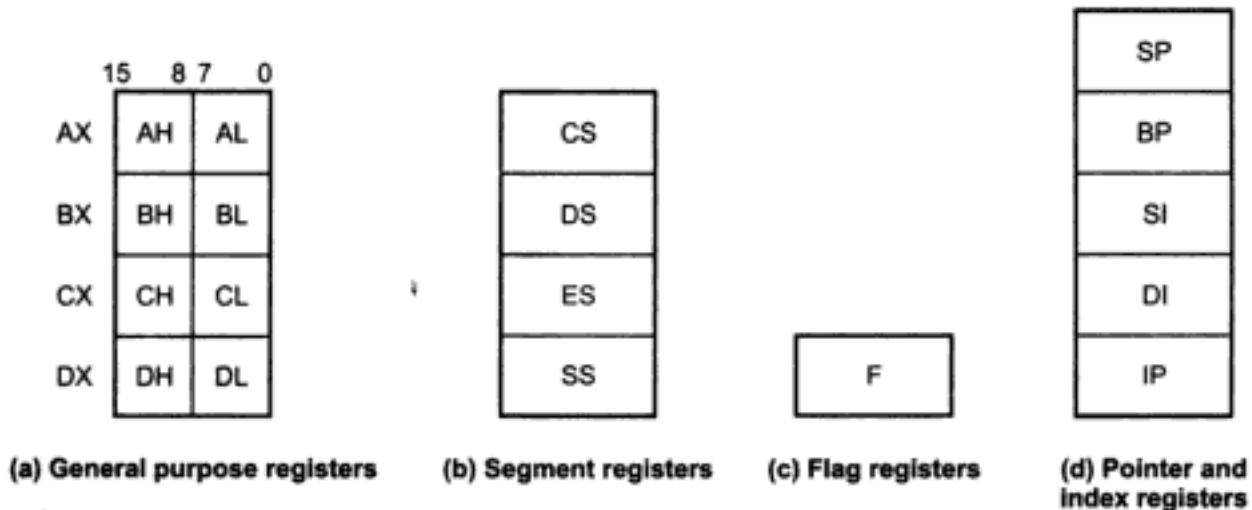 15 8 7 0
AX AH AL
BX BH BL
CX CH CL
DX DH DL
(a) General purpose registers
CS
DS
ES
SS
(b) Segment registers
F
(c) Flag registers
SP
BP
SI
DI
IP
(d) Pointer and
index registers